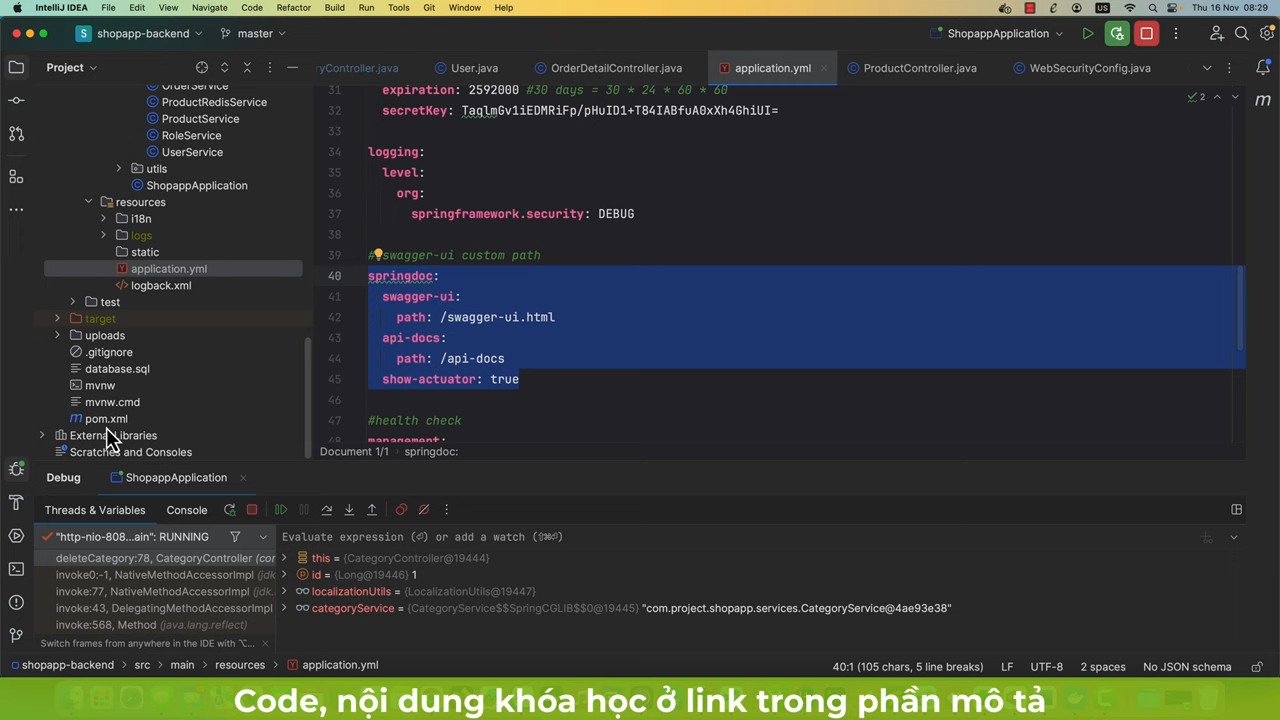 IntelliJ IDEA File Edit View Navigate Code Refactor Build Run Tools Git Window Help
US Thu 16 Nov 08:29
S shopapp-backend master ShopappApplication
Project
ryController.java User.java OrderDetailController.java application.yml ProductController.java WebSecurityConfig.java
OrderService
ProductRedisService
ProductService
RoleService
UserService
utils
ShopappApplication
resources
i18n
logs
static
application.yml
logback.xml
test
target
uploads
.gitignore
database.sql
mvnw
mvnw.cmd
pom.xml
External Libraries
Scratches and Consoles
31 expiration: 2592000 #30 days = 30 * 24 * 60 * 60
32 secretKey: TaqlmGv1iEDMRiFp/pHuID1+T84IABfuA0xXh4GhiUI=
2
33
34 logging:
35 level:
36 org:
37 springframework.security: DEBUG
38
39 # swagger-ui custom path
40 springdoc:
41 swagger-ui:
42 path: /swagger-ui.html
43 api-docs:
44 path: /api-docs
45 show-actuator: true
46
47 #health check
management:
Document 1/1 springdoc:
Debug ShopappApplication
Threads & Variables Console
"http-nio-808...ain": RUNNING
Evaluate expression (⏎) or add a watch (⇧⌘⏎)
deleteCategory:78, CategoryController (cor
invoke0:-1, NativeMethodAccessorImpl (jdk.
invoke:77, NativeMethodAccessorImpl (jdk.
invoke:43, DelegatingMethodAccessorImpl
invoke:568, Method (java.lang.reflect)
Switch frames from anywhere in the IDE with ⌥...
this = {CategoryController@19444}
id = {Long@19446} 1
localizationUtils = {LocalizationUtils@19447}
categoryService = {CategoryService$$SpringCGLIB$$0@19445} "com.project.shopapp.services.CategoryService@4ae93e38"
shopapp-backend src main resources application.yml
40:1 (105 chars, 5 line breaks) LF UTF-8 2 spaces No JSON schema
Code, nội dung khóa học ở link trong phần mô tả